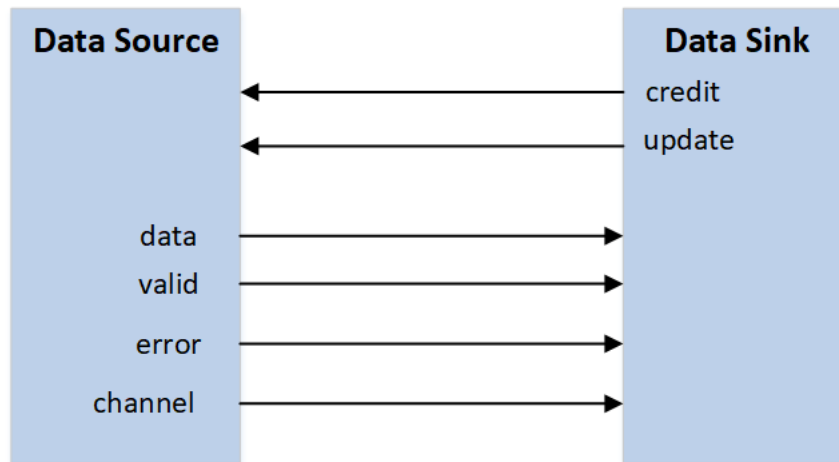 Data Source
Data Sink
credit
update
data
valid
error
channel